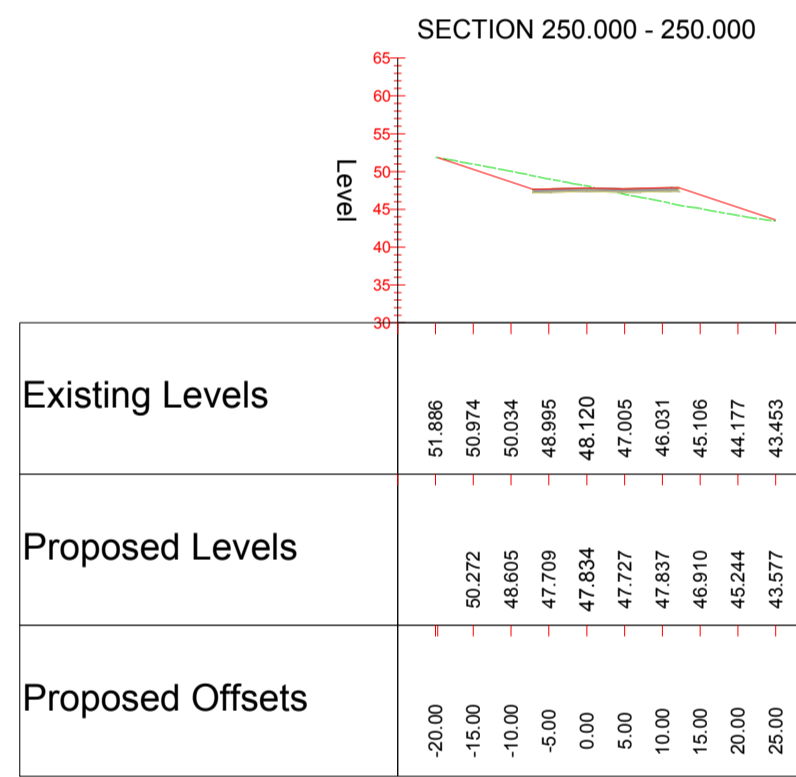 SECTION 250.000 - 250.000
65
60
55
50
45
40
35
30
Level
Existing Levels
51.886 50.974 50.034 48.995 48.120 47.005 46.031 45.106 44.177 43.453
Proposed Levels
50.272 48.605 47.709 47.834 47.727 47.837 46.910 45.244 43.577
Proposed Offsets
-20.00 -15.00 -10.00 -5.00 0.00 5.00 10.00 15.00 20.00 25.00